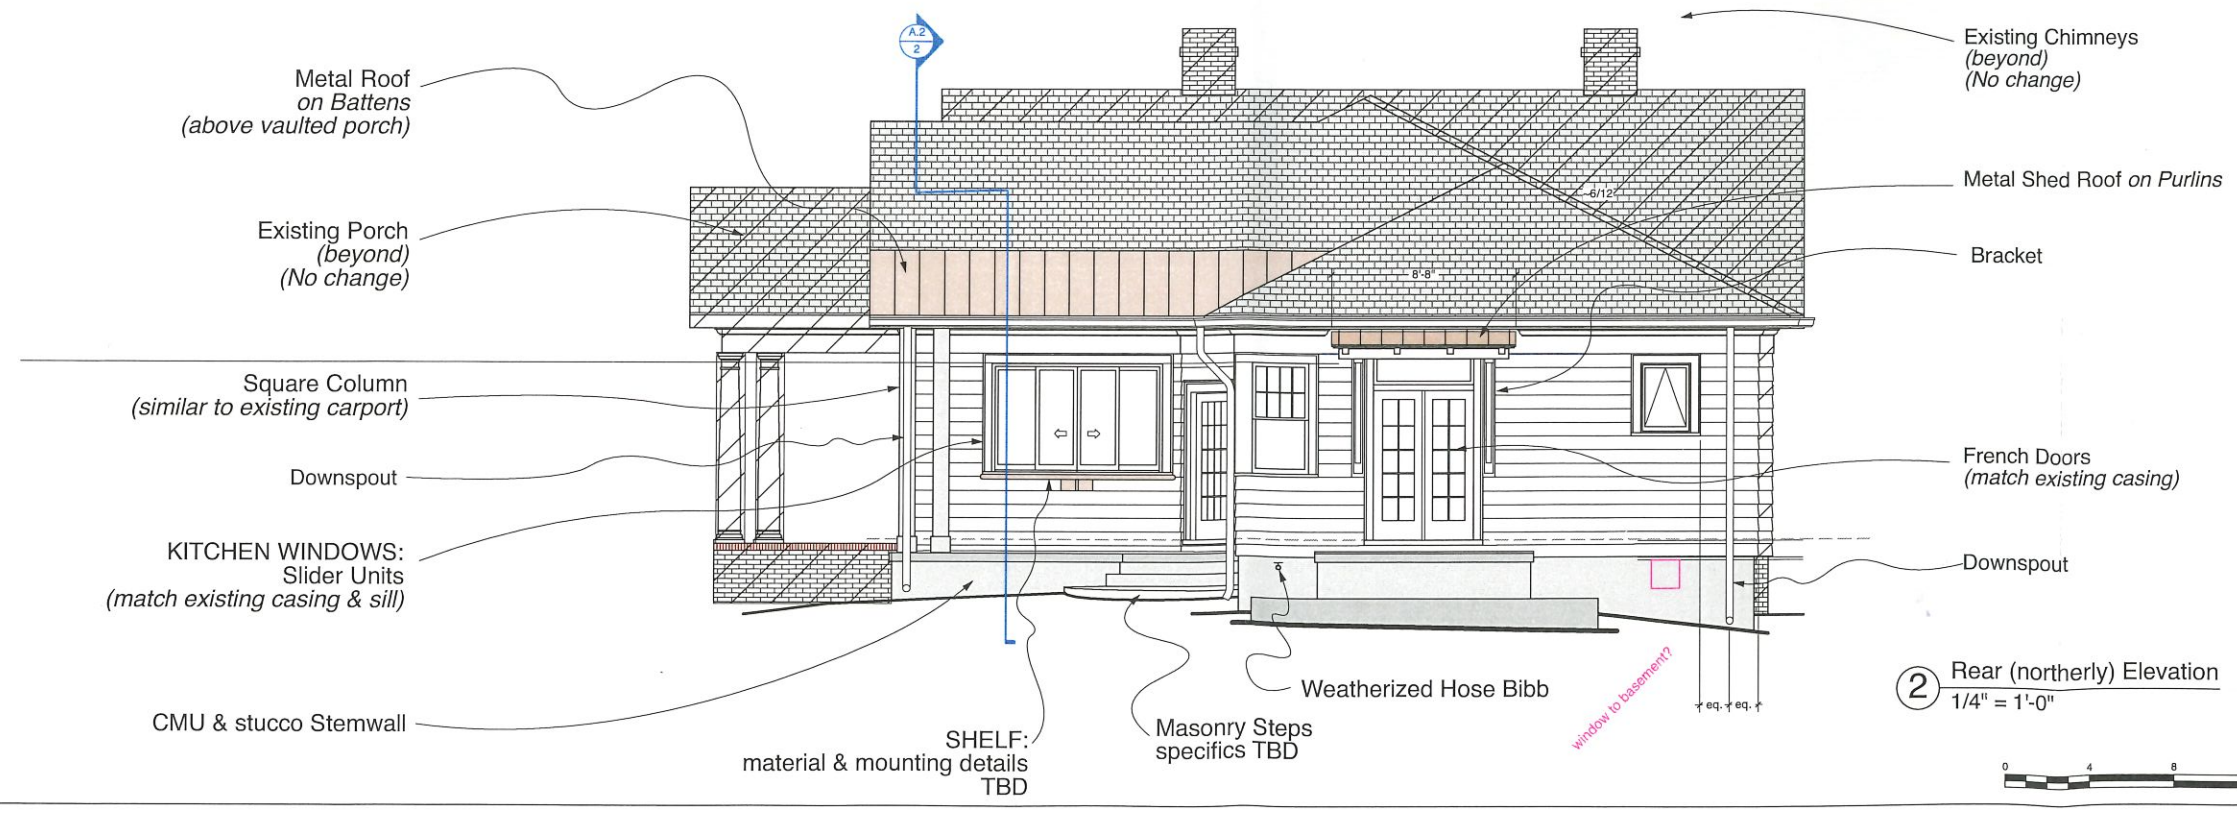 A.2
2
Metal Roof
on Battens
(above vaulted porch)
Existing Porch
(beyond)
(No change)
Square Column
(similar to existing carport)
Downspout
KITCHEN WINDOWS:
Slider Units
(match existing casing & sill)
CMU & stucco Stemwall
SHELF:
material & mounting details
TBD
Masonry Steps
specifics TBD
Weatherized Hose Bibb
window to basement?
~6/12
8'-8"
eq.
eq.
Existing Chimneys
(beyond)
(No change)
Metal Shed Roof on Purlins
Bracket
French Doors
(match existing casing)
Downspout
2
Rear (northerly) Elevation
1/4" = 1'-0"
0
4
8